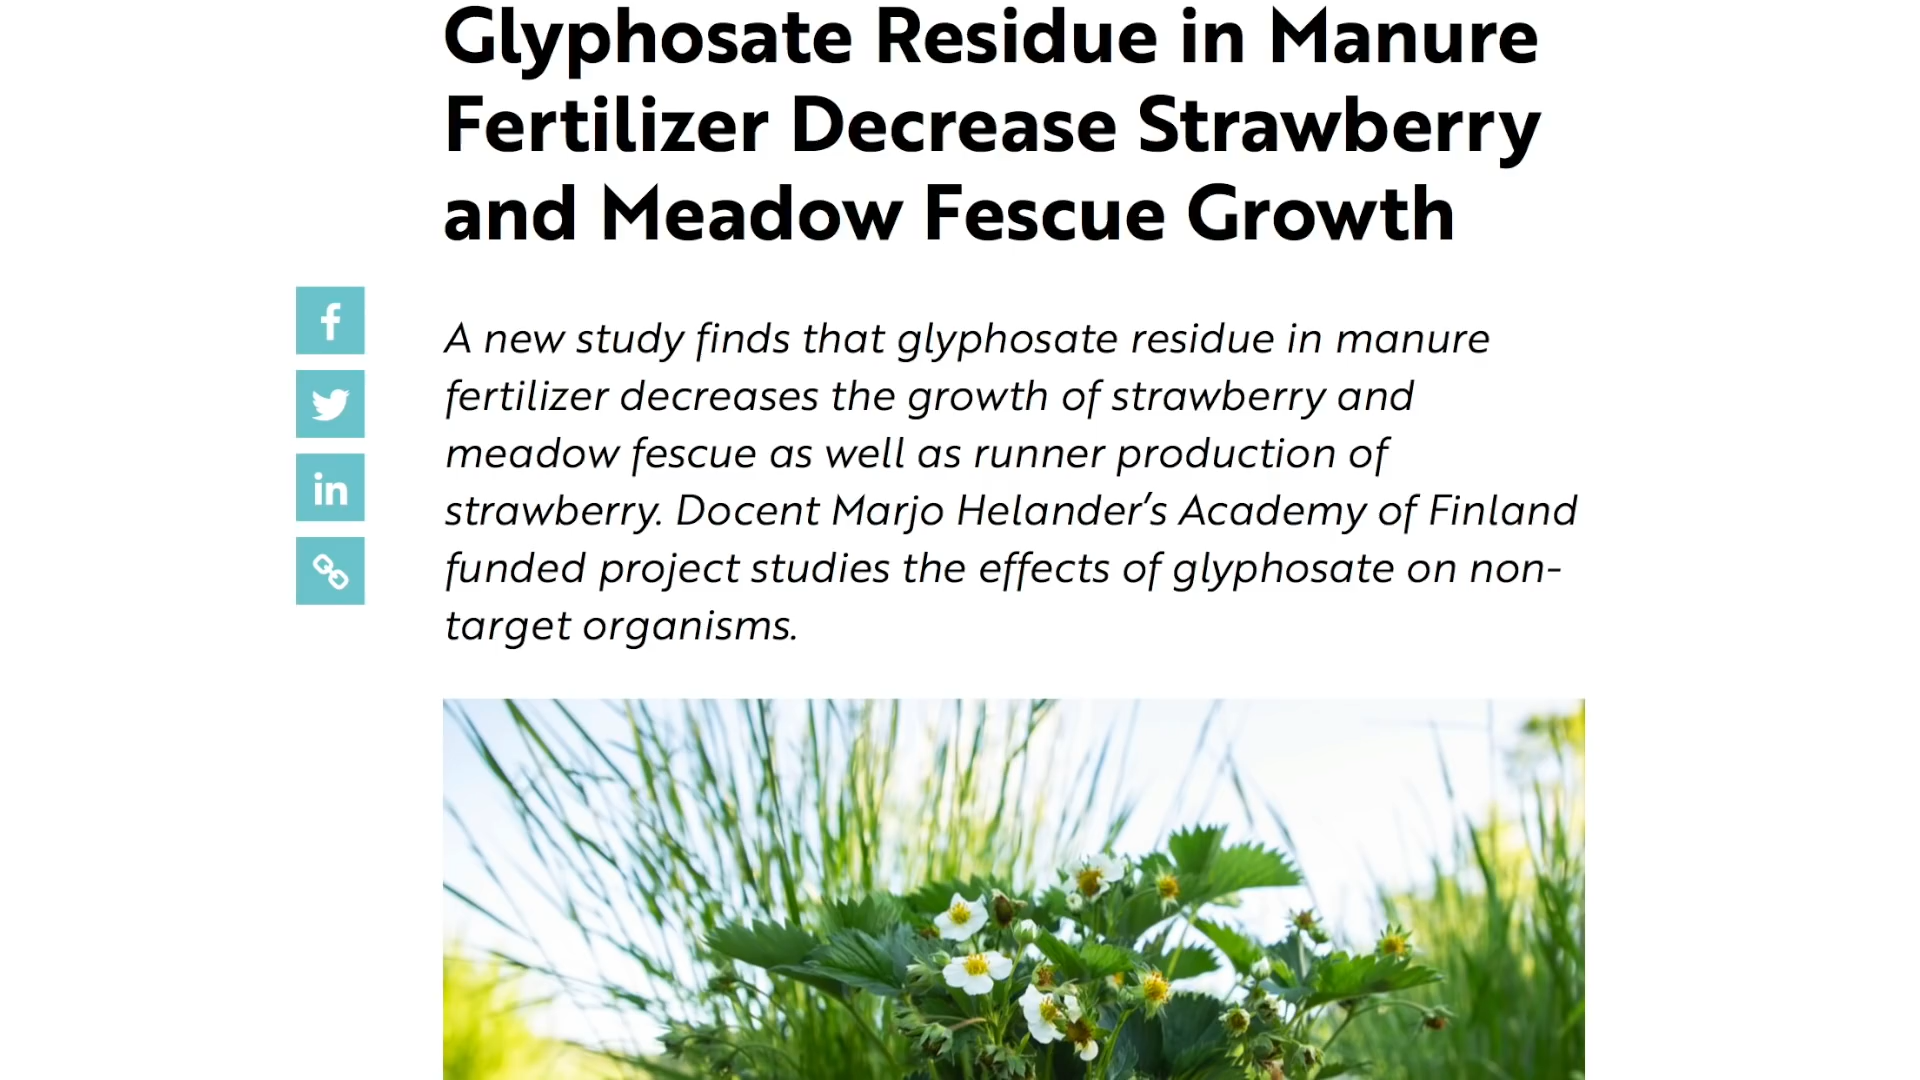 Glyphosate Residue in Manure
Fertilizer Decrease Strawberry
and Meadow Fescue Growth
A new study finds that glyphosate residue in manure
fertilizer decreases the growth of strawberry and
meadow fescue as well as runner production of
strawberry. Docent Marjo Helander’s Academy of Finland
funded project studies the effects of glyphosate on non-
target organisms.